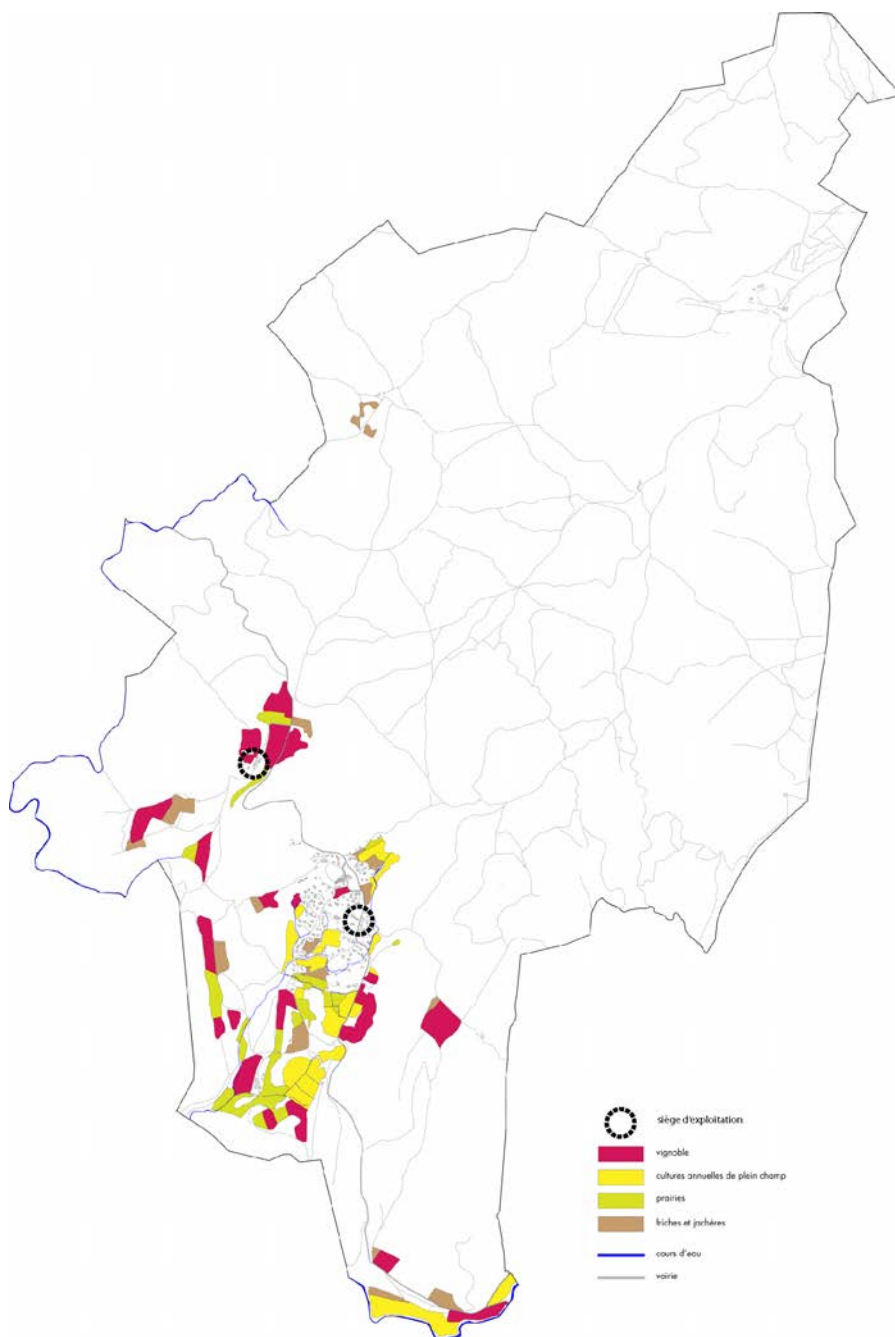 siège d'exploitation
vignoble
cultures annuelles de plein champ
prairies
friches et jachères
cours d'eau
voirie